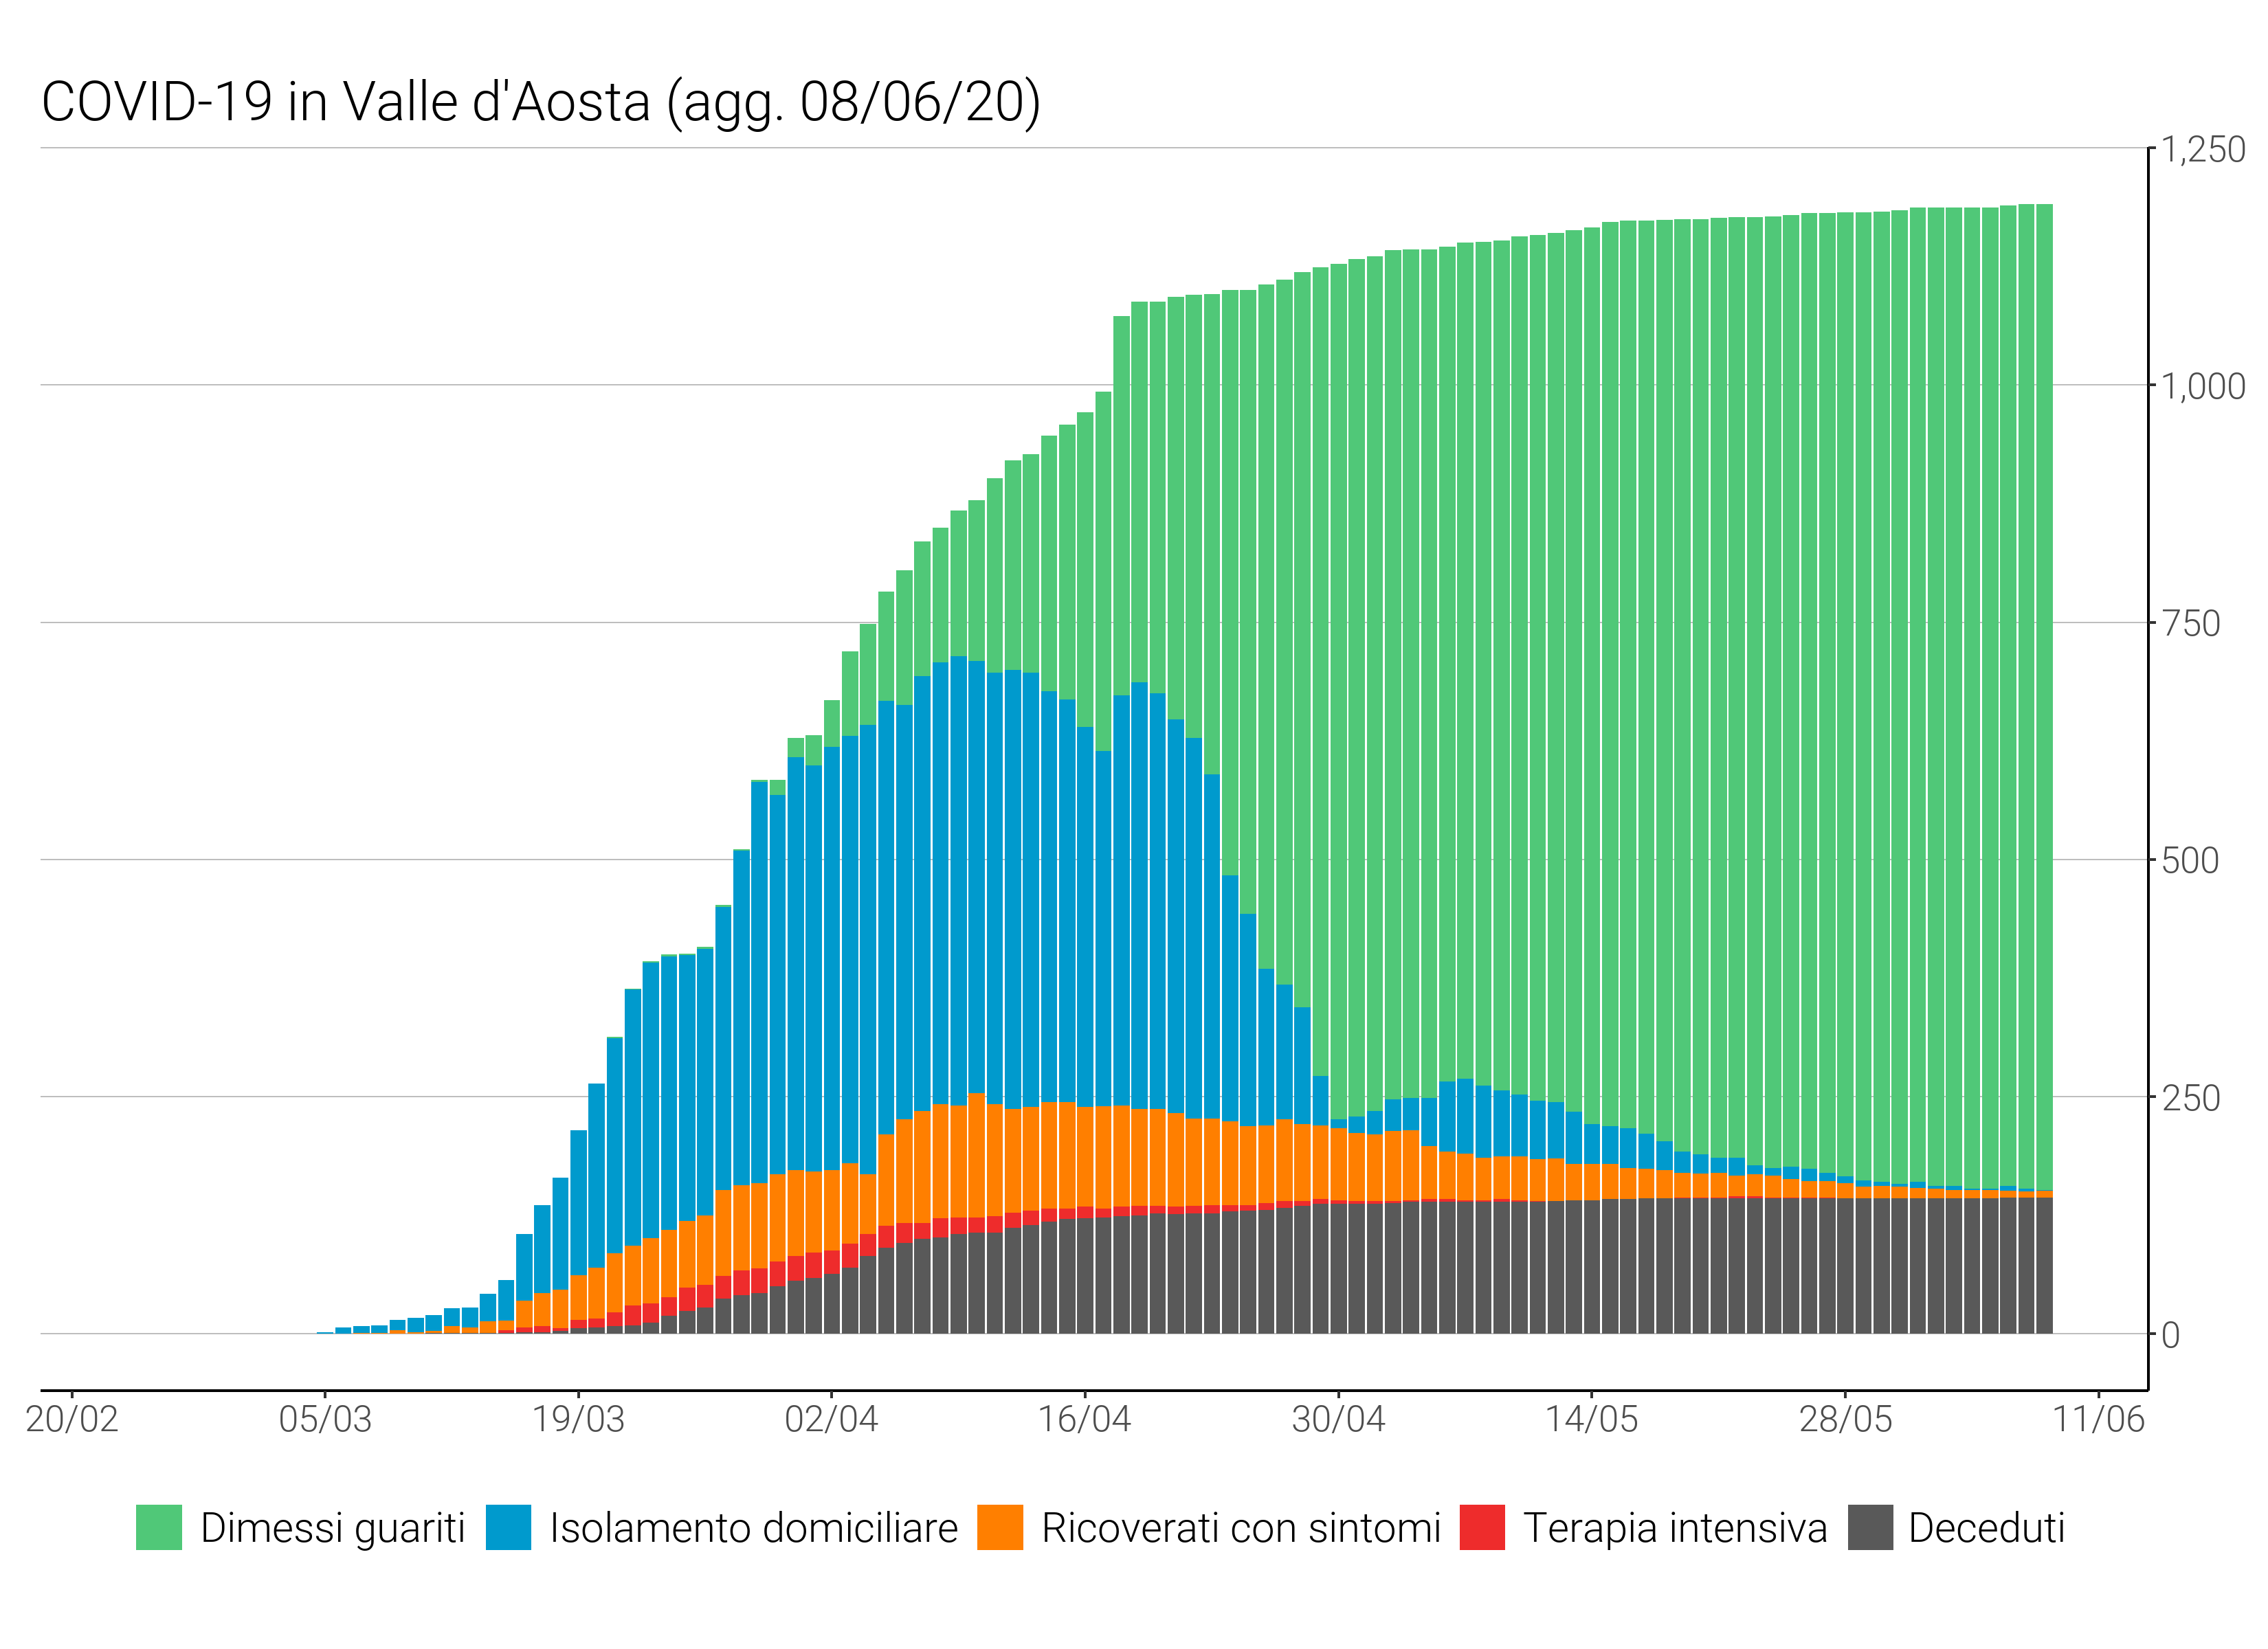 COVID-19 in Valle d'Aosta (agg. 08/06/20)
1,250
1,000
750
500
250
0
20/02 05/03 19/03 02/04 16/04 30/04 14/05 28/05 11/06
Dimessi guariti Isolamento domiciliare Ricoverati con sintomi Terapia intensiva Deceduti